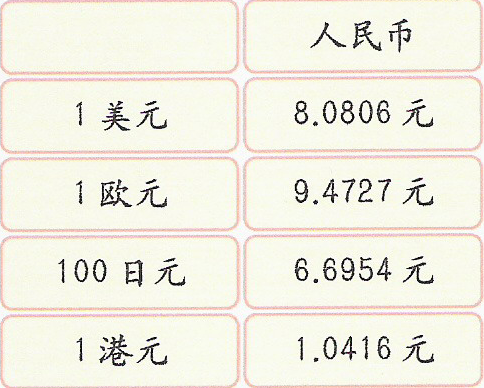 人民币
1 美元 8.0806 元
1 欧元 9.4727 元
100 日元 6.6954 元
1 港元 1.0416 元